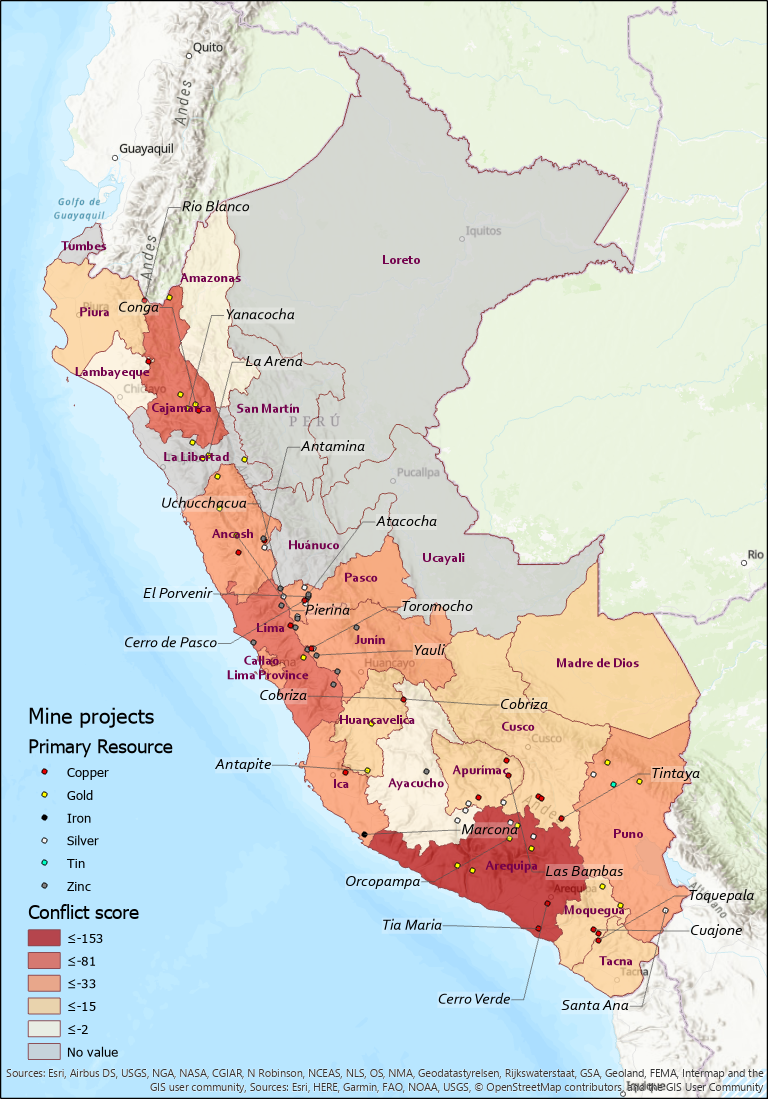 Quito
Andes
Guayaquil
Golfo de
Guayaquil
Rio Blanco
Tumbes
Andes
Iquitos
Loreto
Amazonas
Piura
Piura
Conga
Yanacocha
La Arena
Lambayeque
Chiclayo
Cajamarca
San Martín
PERÚ
Antamina
La Libertad
Pucallpa
Uchucchacua
Atacocha
Ancash
Huánuco
Ucayali
Rio
Pasco
El Porvenir
Pierina
Toromocho
Lima
Junín
Cerro de Pasco
Yauli
Callao
Lima
Huancayo
Madre de Dios
Lima Province
Cobriza
Cobriza
Huancavelica
Cusco
Cusco
Antapite
Ica
Ayacucho
Apurímac
Tintaya
Andes
Marcona
Puno
Arequipa
Orcopampa
Las Bambas
Arequipa
Altiplano
Toquepala
Moquegua
Tia Maria
Cuajone
Tacna
Tacna
Cerro Verde
Santa Ana
Mine projects
Primary Resource
Copper
Gold
Iron
Silver
Tin
Zinc
Conflict score
≤-153
≤-81
≤-33
≤-15
≤-2
No value
Sources: Esri, Airbus DS, USGS, NGA, NASA, CGIAR, N Robinson, NCEAS, NLS, OS, NMA, Geodatastyrelsen, Rijkswaterstaat, GSA, Geoland, FEMA, Intermap and the
GIS user community, Sources: Esri, HERE, Garmin, FAO, NOAA, USGS, © OpenStreetMap contributors, and the GIS User Community
Iquique